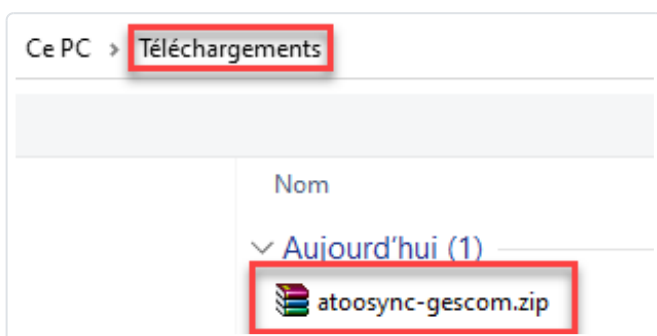 Ce PC > Téléchargements
Nom
Aujourd'hui (1)
atoosync-gescom.zip